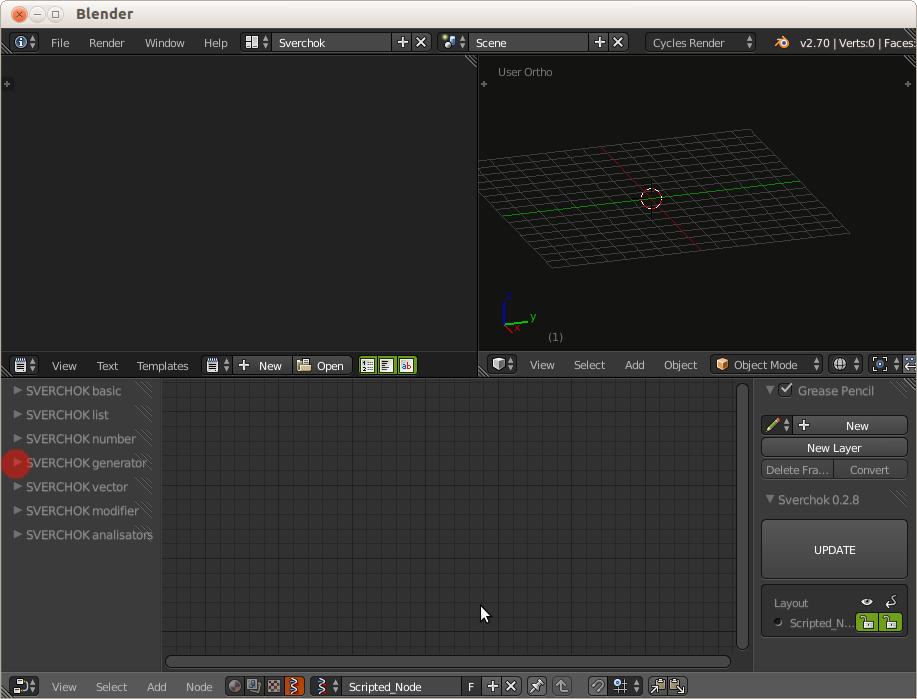 Blender
File Render Window Help Sverchok Scene Cycles Render v2.70 | Verts:0 | Faces:
User Ortho
z
y
x
(1)
View Text Templates New Open ab
View Select Add Object Object Mode
SVERCHOK basic
SVERCHOK list
SVERCHOK number
SVERCHOK generator
SVERCHOK vector
SVERCHOK modifier
SVERCHOK analisators
Grease Pencil
New
New Layer
Delete Fra... Convert
Sverchok 0.2.8
UPDATE
Layout
Scripted_N...
View Select Add Node Scripted_Node F